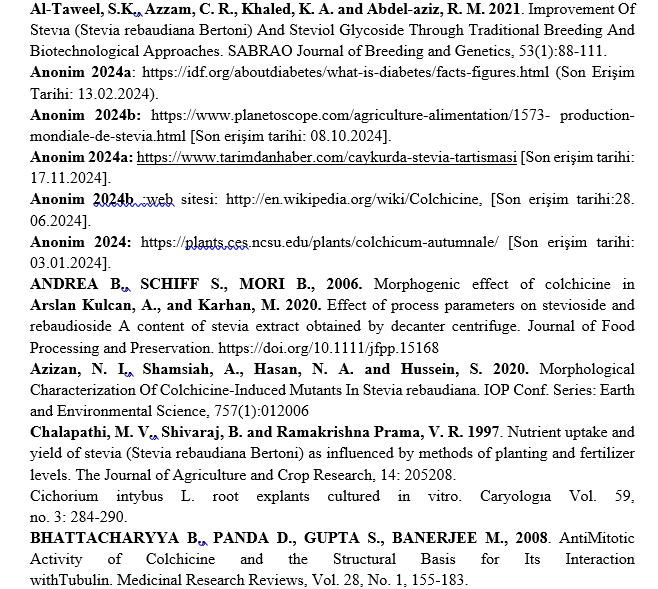 Al-Taweel, S.K., Azzam, C. R., Khaled, K. A. and Abdel-aziz, R. M. 2021. Improvement Of
Stevıa (Stevia rebaudiana Bertoni) And Steviol Glycoside Through Traditional Breeding And
Biotechnological Approaches. SABRAO Journal of Breeding and Genetics, 53(1):88-111.
Anonim 2024a: https://idf.org/aboutdiabetes/what-is-diabetes/facts-figures.html (Son Erişim
Tarihi: 13.02.2024).
Anonim 2024b: https://www.planetoscope.com/agriculture-alimentation/1573- production-
mondiale-de-stevia.html [Son erişim tarihi: 08.10.2024].
Anonim 2024a: https://www.tarimdanhaber.com/caykurda-stevia-tartismasi [Son erişim tarihi:
17.11.2024].
Anonim 2024b :web sitesi: http://en.wikipedia.org/wiki/Colchicine, [Son erişim tarihi:28.
06.2024].
Anonim 2024: https://plants.ces.ncsu.edu/plants/colchicum-autumnale/ [Son erişim tarihi:
03.01.2024].
ANDREA B., SCHIFF S., MORI B., 2006. Morphogenic effect of colchicine in
Arslan Kulcan, A., and Karhan, M. 2020. Effect of process parameters on stevioside and
rebaudioside A content of stevia extract obtained by decanter centrifuge. Journal of Food
Processing and Preservation. https://doi.org/10.1111/jfpp.15168
Azizan, N. I., Shamsiah, A., Hasan, N. A. and Hussein, S. 2020. Morphological
Characterization Of Colchicine-Induced Mutants In Stevia rebaudiana. IOP Conf. Series: Earth
and Environmental Science, 757(1):012006
Chalapathi, M. V., Shivaraj, B. and Ramakrishna Prama, V. R. 1997. Nutrient uptake and
yield of stevia (Stevia rebaudiana Bertoni) as influenced by methods of planting and fertilizer
levels. The Journal of Agriculture and Crop Research, 14: 205208.
Cichorium intybus L. root explants cultured in vitro. Caryologıa Vol. 59,
no. 3: 284-290.
BHATTACHARYYA B., PANDA D., GUPTA S., BANERJEE M., 2008. AntiMitotic
Activity of Colchicine and the Structural Basis for Its Interaction
withTubulin. Medicinal Research Reviews, Vol. 28, No. 1, 155-183.